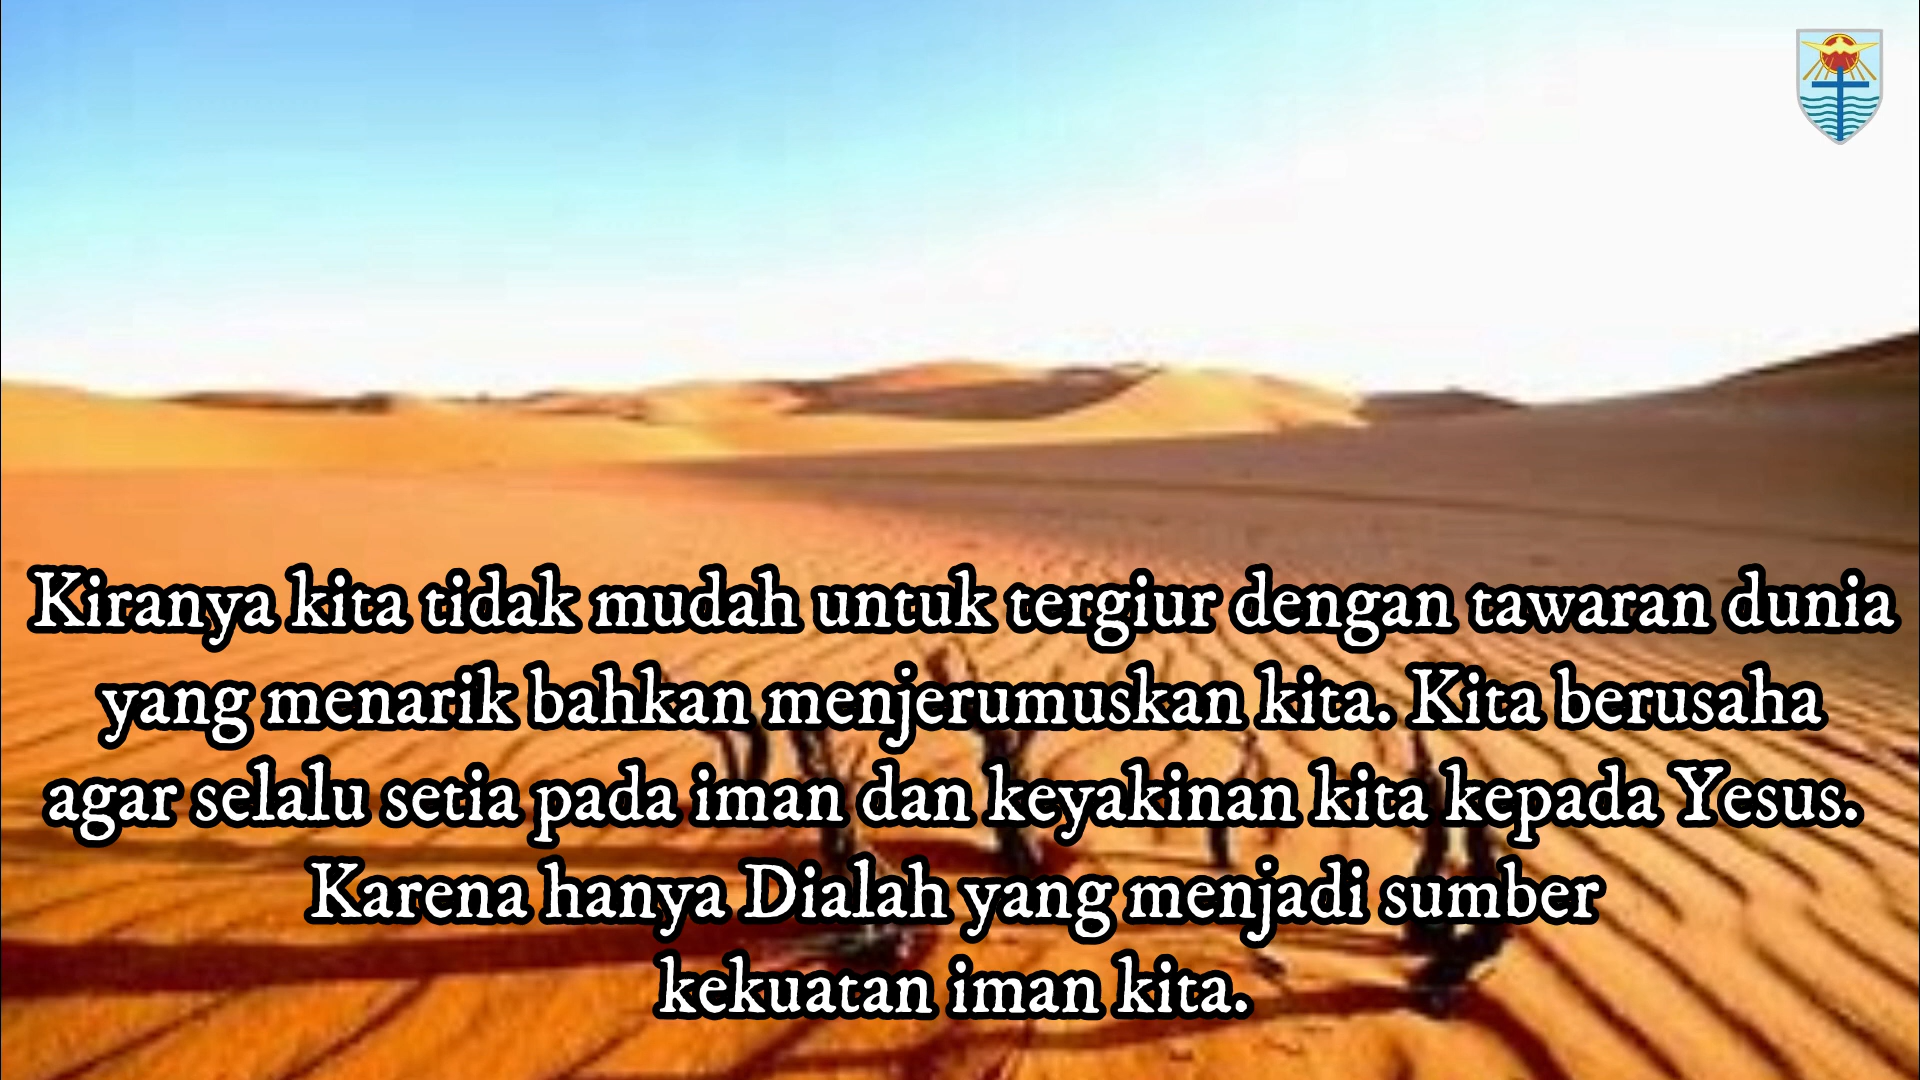 Kiranya kita tidak mudah untuk tergiur dengan tawaran dunia
yang menarik bahkan menjerumuskan kita. Kita berusaha
agar selalu setia pada iman dan keyakinan kita kepada Yesus.
Karena hanya Dialah yang menjadi sumber
kekuatan iman kita.